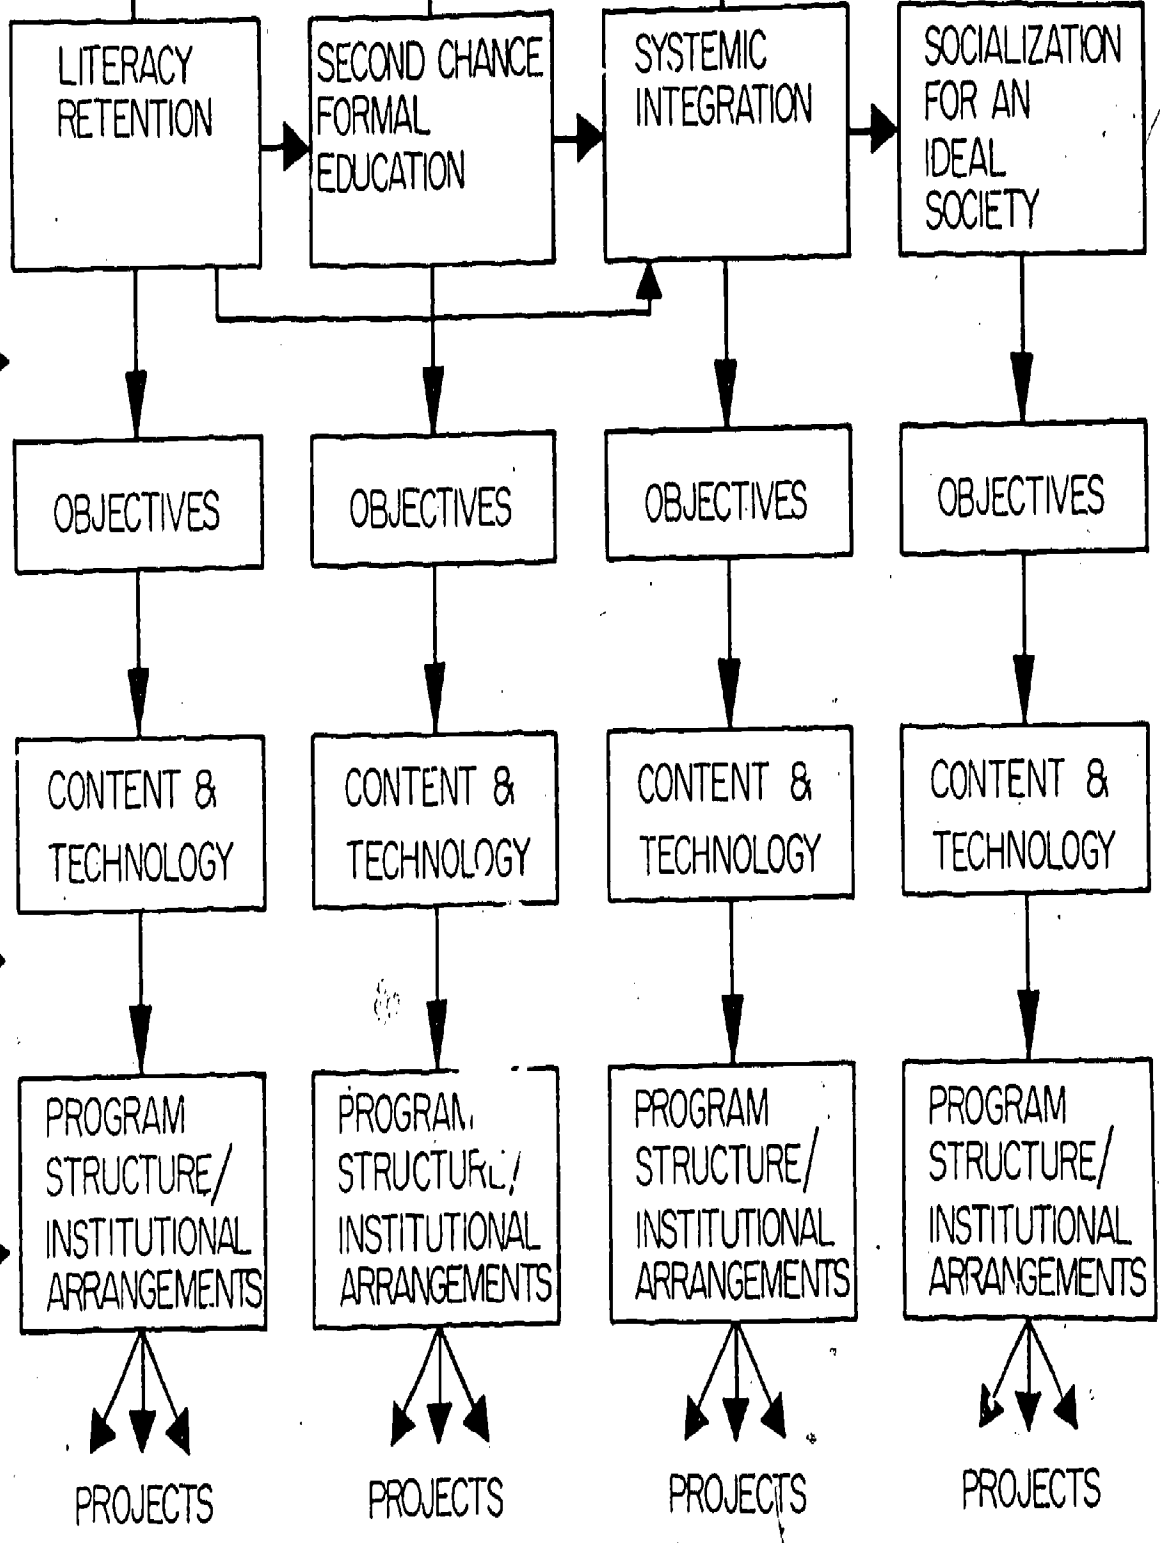 LITERACY
RETENTION
SECOND CHANCE
FORMAL
EDUCATION
SYSTEMIC
INTEGRATION
SOCIALIZATION
FOR AN
IDEAL
SOCIETY
OBJECTIVES
OBJECTIVES
OBJECTIVES
OBJECTIVES
CONTENT &
TECHNOLOGY
CONTENT &
TECHNOLOGY
CONTENT &
TECHNOLOGY
CONTENT &
TECHNOLOGY
PROGRAM
STRUCTURE/
INSTITUTIONAL
ARRANGEMENTS
PROGRAM
STRUCTURE/
INSTITUTIONAL
ARRANGEMENTS
PROGRAM
STRUCTURE/
INSTITUTIONAL
ARRANGEMENTS
PROGRAM
STRUCTURE/
INSTITUTIONAL
ARRANGEMENTS
PROJECTS
PROJECTS
PROJECTS
PROJECTS